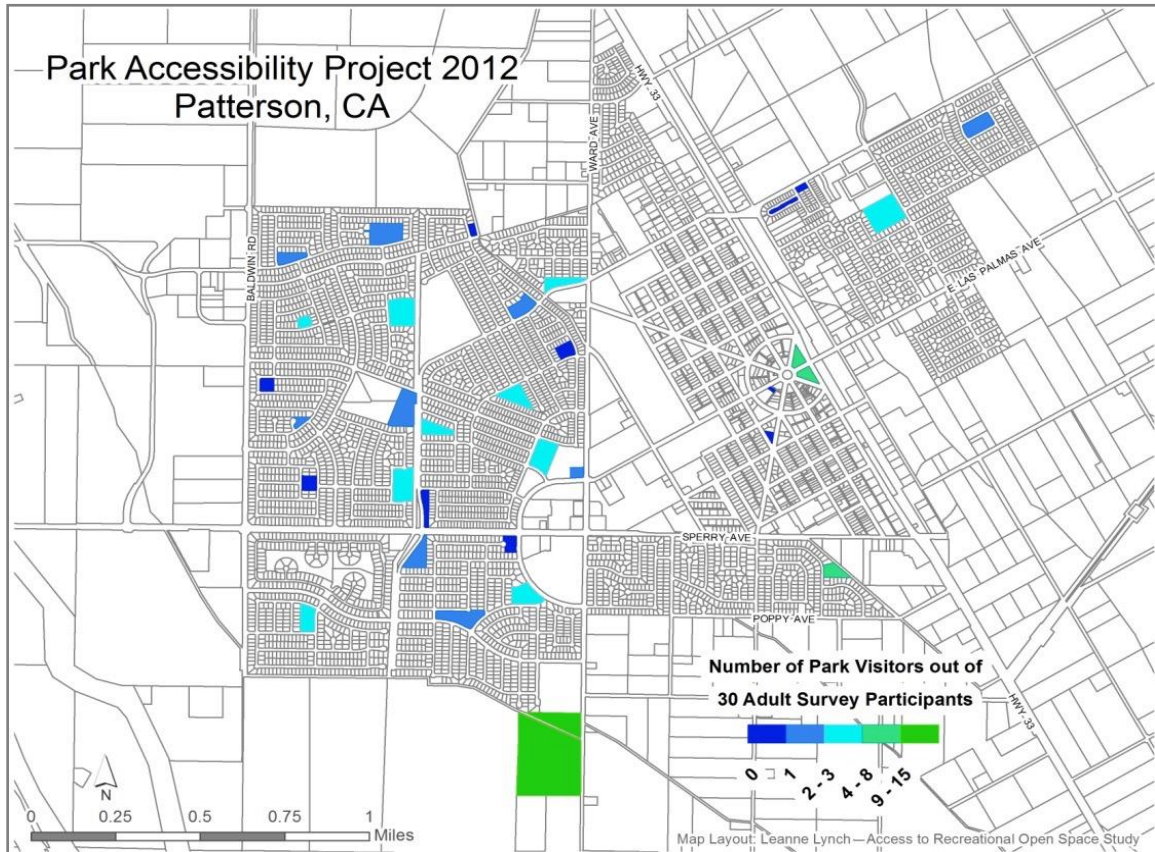 Park Accessibility Project 2012
Patterson, CA
HWY 33
WARD AVE
BALDWIN RD
E LAS PALMAS AVE
SPERRY AVE
POPPY AVE
Number of Park Visitors out of
30 Adult Survey Participants
0
1
2 - 3
4 - 8
9 - 15
HWY 33
N
0 0.25 0.5 0.75 1
Miles
Map Layout: Leanne Lynch—Access to Recreational Open Space Study